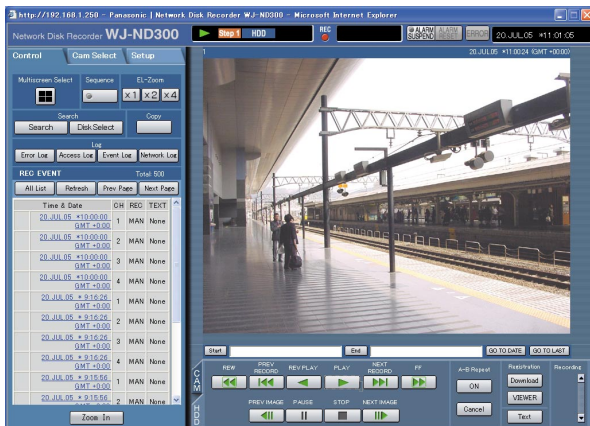 http://192.168.1.250 - Panasonic | Network Disk Recorder WJ-ND300 - Microsoft Internet Explorer
Network Disk Recorder WJ-ND300
Step 1 HDD
REC
ALARM SUSPEND
ALARM RESET
ERROR
20.JUL.05 *11:01:05
Control Cam Select Setup
1
20.JUL.05 *11:00:24 (GMT +00:00)
Multiscreen Select Sequence EL-Zoom
x1 x2 x4
Search Copy
Search Disk Select Copy
Log
Error Log Access Log Event Log Network Log
REC EVENT Total: 500
All List Refresh Prev Page Next Page
Time & Date CH REC TEXT
20.JUL.05 *10:00:00 GMT +0:00 1 MAN None
20.JUL.05 *10:00:00 GMT +0:00 2 MAN None
20.JUL.05 *10:00:00 GMT +0:00 3 MAN None
20.JUL.05 *10:00:00 GMT +0:00 4 MAN None
20.JUL.05 * 9:16:26 GMT +0:00 1 MAN None
20.JUL.05 * 9:16:26 GMT +0:00 2 MAN None
20.JUL.05 * 9:16:26 GMT +0:00 3 MAN None
20.JUL.05 * 9:16:26 GMT +0:00 4 MAN None
20.JUL.05 * 9:15:56 GMT +0:00 1 MAN None
20.JUL.05 * 9:15:56 2 MAN None
Zoom In
Start End GO TO DATE GO TO LAST
CAM
HDD
REW PREV RECORD REV.PLAY PLAY NEXT RECORD FF
PREV IMAGE PAUSE STOP NEXT IMAGE
A-B Repeat
ON
Cancel
Registration
Download
VIEWER
Text
Recording